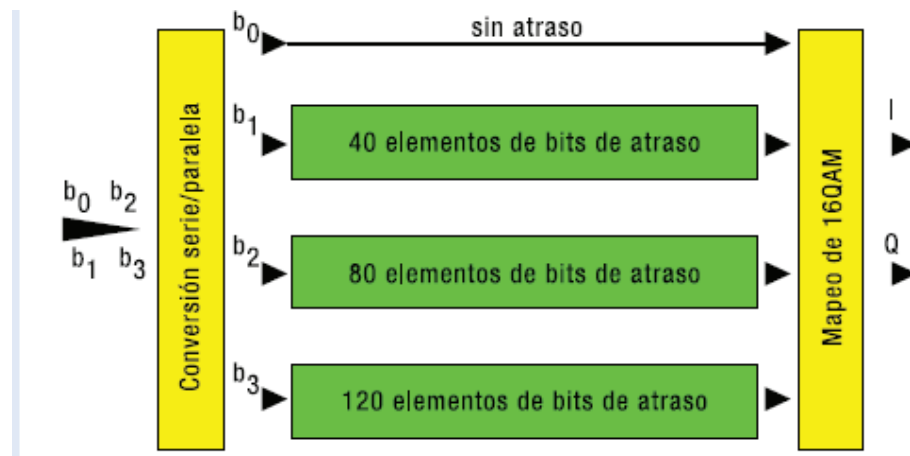 b0 sin atraso
b1 40 elementos de bits de atraso
b0 b2
b1 b3
Conversión serie/paralela
b2 80 elementos de bits de atraso
b3 120 elementos de bits de atraso
Mapeo de 16QAM
I
Q